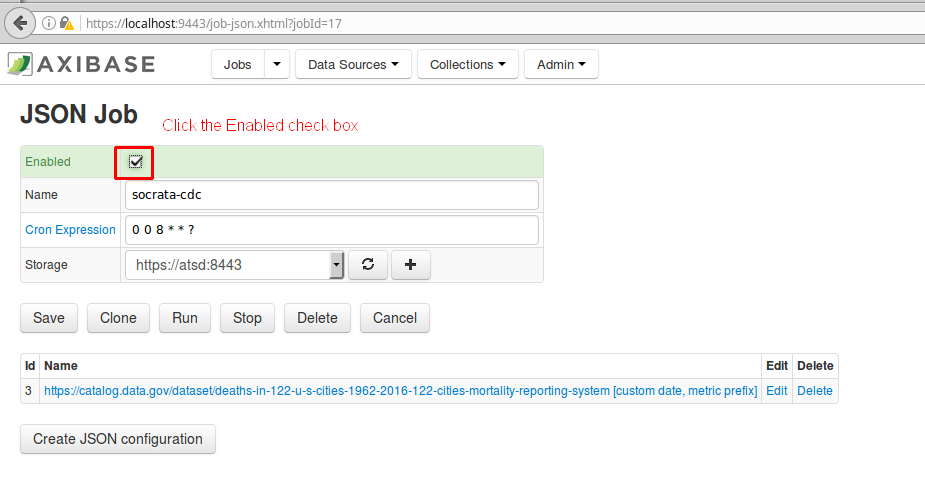 https://localhost:9443/job-json.xhtml?jobId=17
AXIBASE Jobs Data Sources Collections Admin
JSON Job
Click the Enabled check box
Enabled
Name socrata-cdc
Cron Expression 0 0 8 * * ?
Storage https://atsd:8443
Save Clone Run Stop Delete Cancel
Id Name Edit Delete
3 https://catalog.data.gov/dataset/deaths-in-122-u-s-cities-1962-2016-122-cities-mortality-reporting-system [custom date, metric prefix] Edit Delete
Create JSON configuration